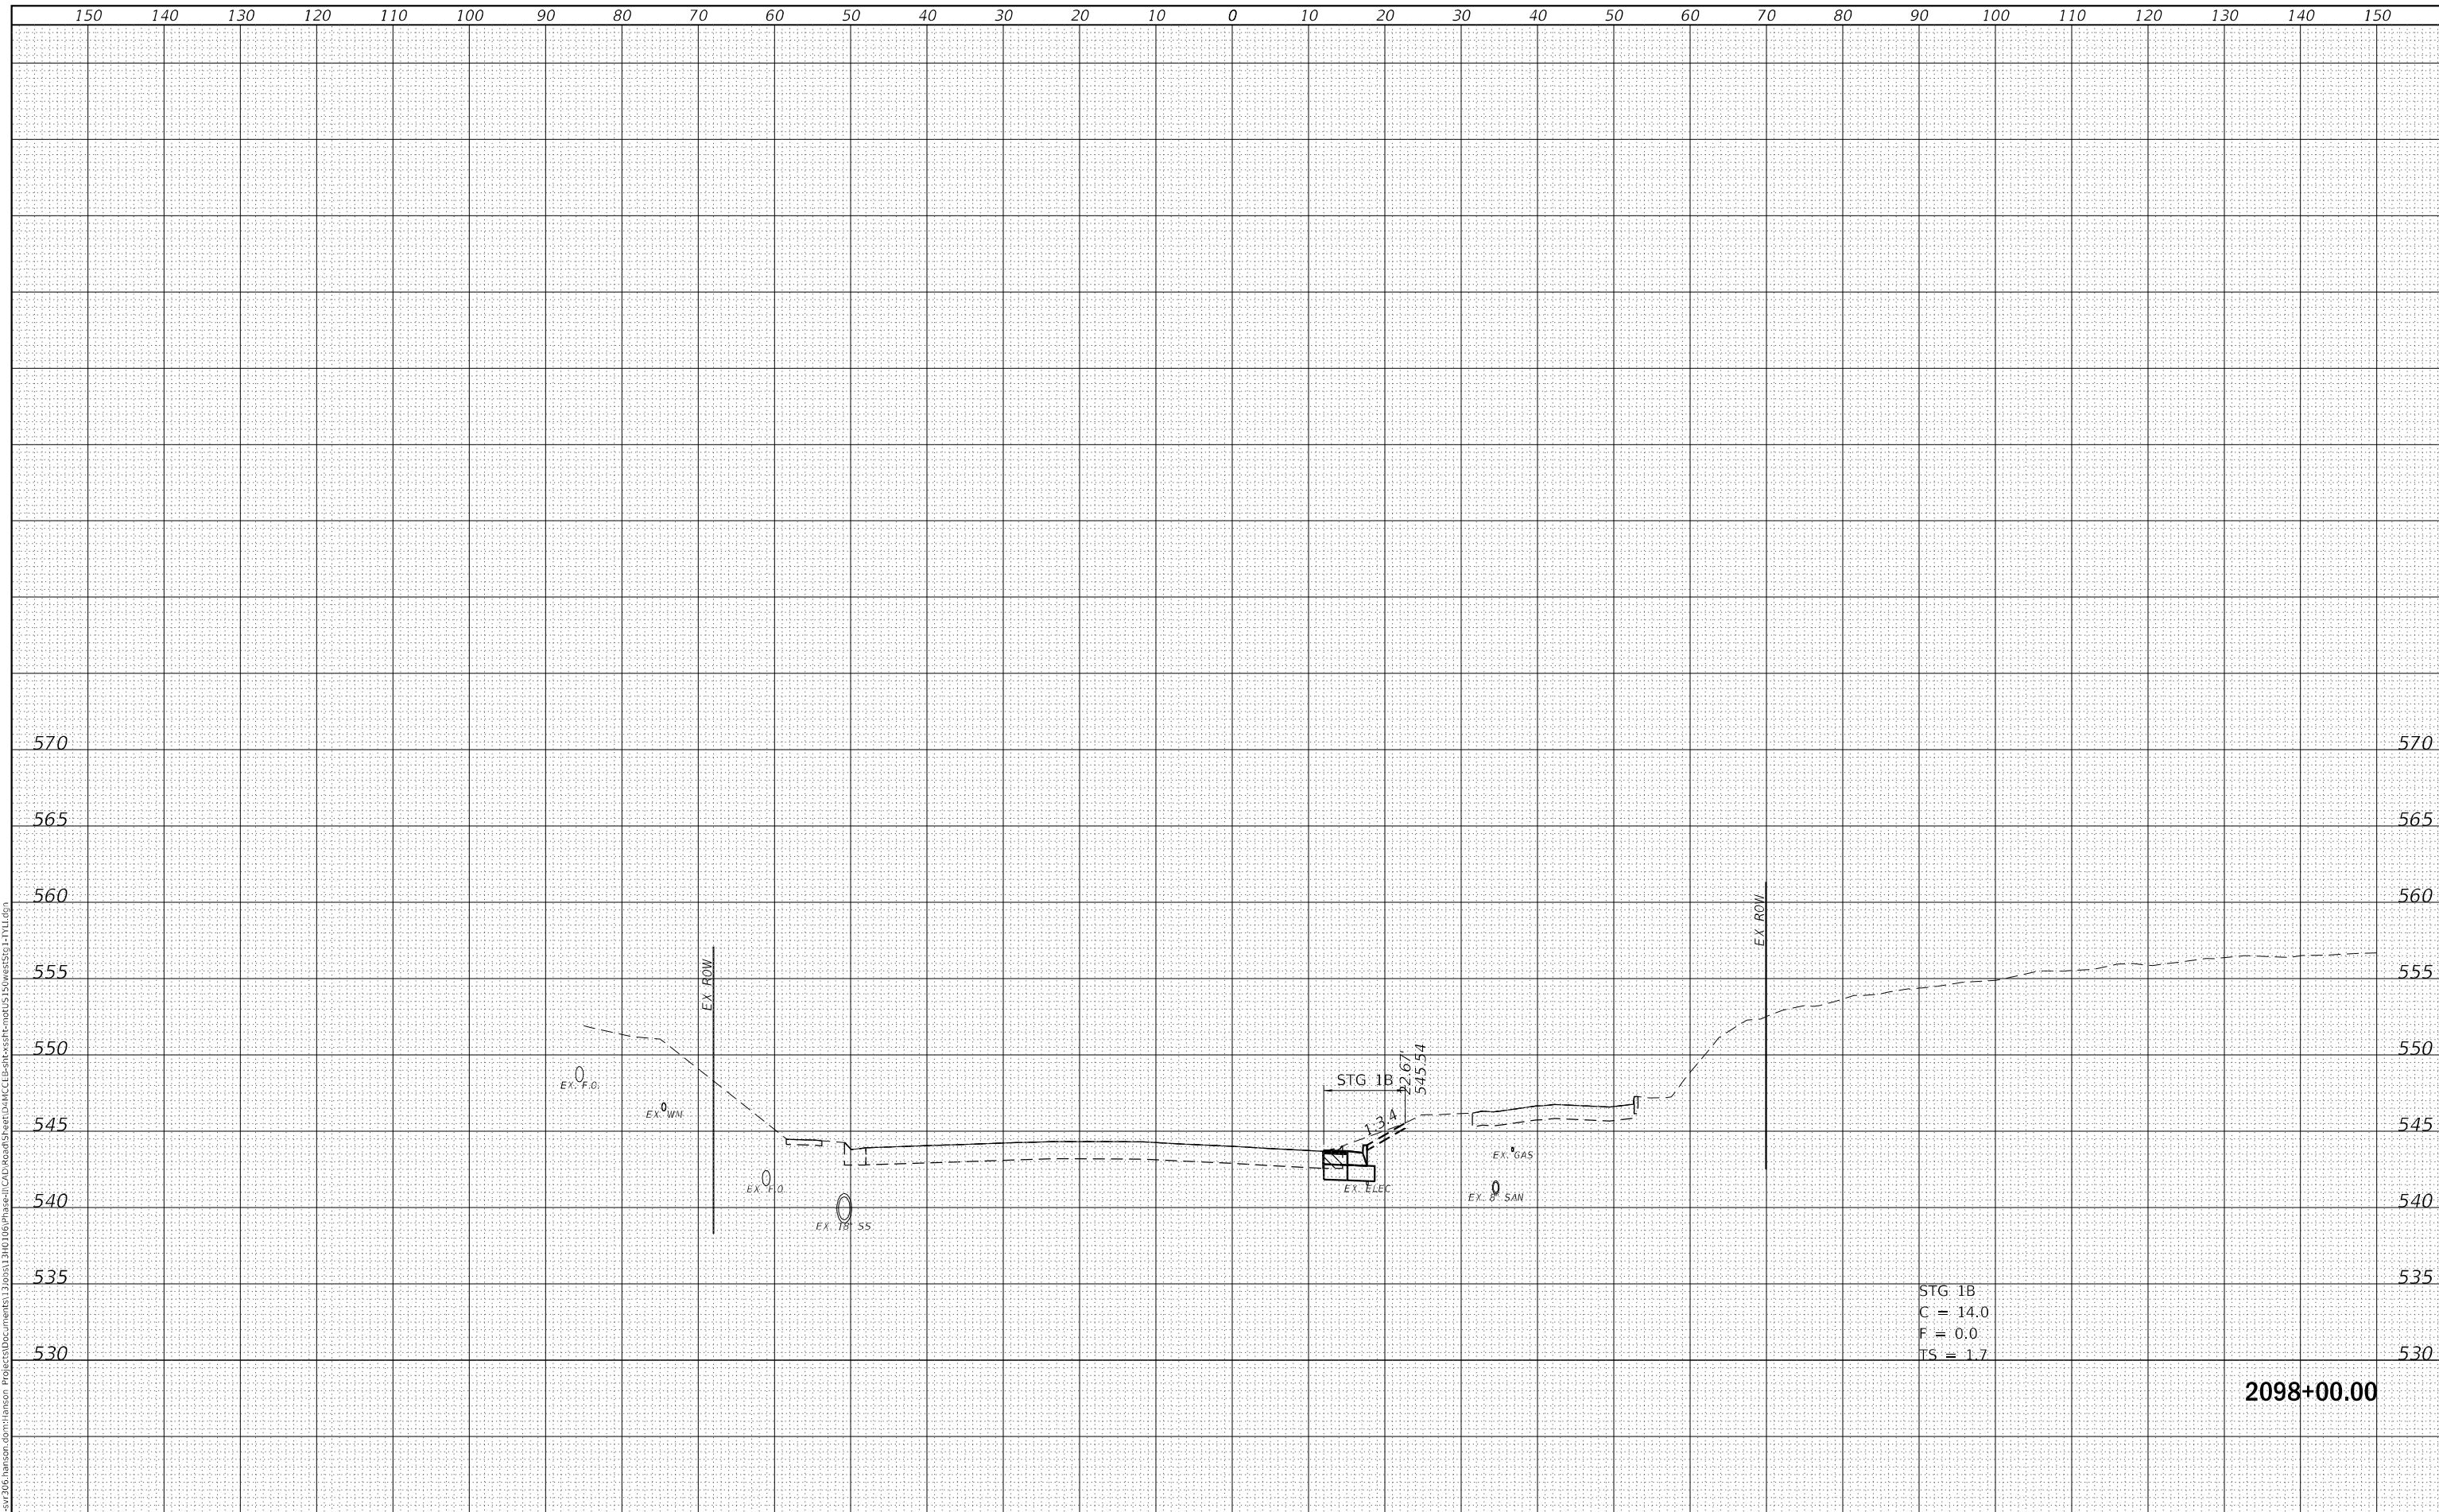 150 140 130 120 110 100 90 80 70 60 50 40 30 20 10 0 10 20 30 40 50 60 70 80 90 100 110 120 130 140 150
570 570
565 565
560 560
EX ROW
555 555
EX ROW
550 550
22.67'
545.54
STG 1B
EX. F.O.
EX. WM
1:3.4
545 545
EX. GAS
EX. F.O.
EX. ELEC
EX. 8" SAN
540 540
EX. 18" SS
535 535
STG 1B
C = 14.0
F = 0.0
TS = 1.7
530 530
2098+00.00